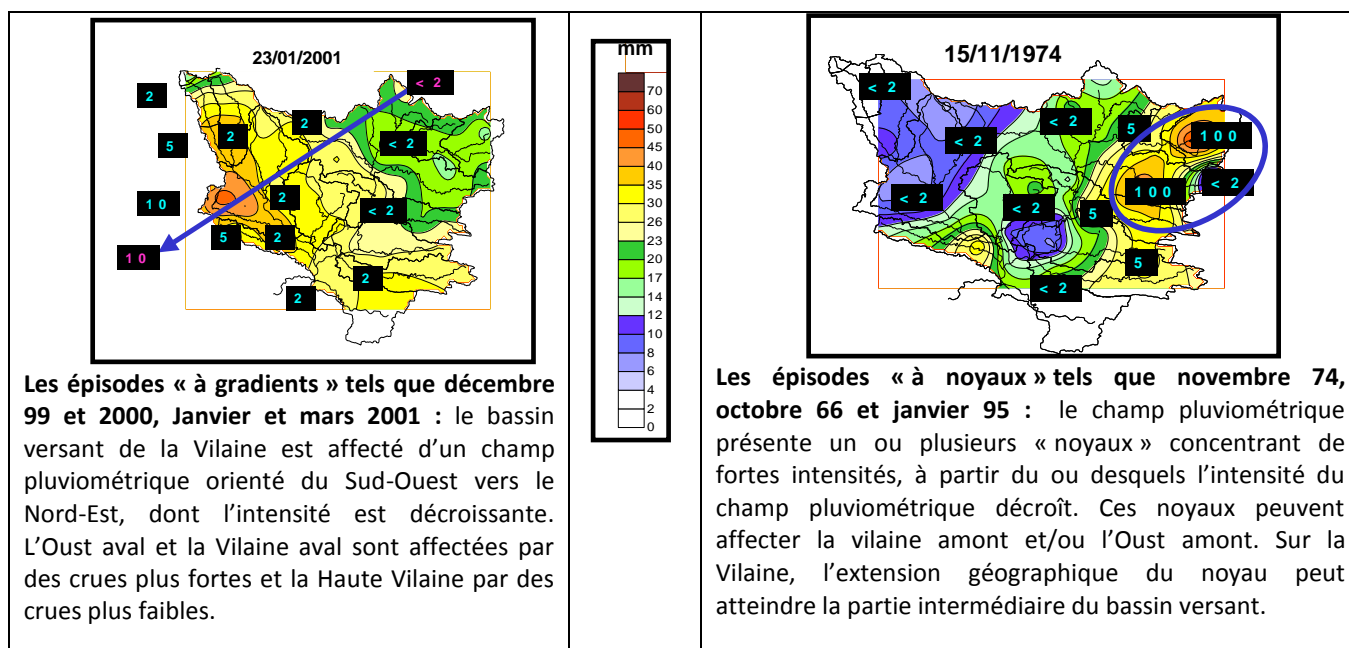 23/01/2001
< 2
2
2
2
< 2
5
10
2
< 2
5
2
10
2
2
Les épisodes « à gradients » tels que décembre
99 et 2000, Janvier et mars 2001 : le bassin
versant de la Vilaine est affecté d’un champ
pluviométrique orienté du Sud-Ouest vers le
Nord-Est, dont l’intensité est décroissante.
L’Oust aval et la Vilaine aval sont affectées par
des crues plus fortes et la Haute Vilaine par des
crues plus faibles.
mm
70
60
50
45
40
35
30
26
23
20
17
14
12
10
8
6
4
2
0
15/11/1974
< 2
< 2
< 2
5
100
< 2
100
< 2
< 2
5
5
< 2
Les épisodes « à noyaux » tels que novembre 74,
octobre 66 et janvier 95 : le champ pluviométrique
présente un ou plusieurs « noyaux » concentrant de
fortes intensités, à partir du ou desquels l’intensité du
champ pluviométrique décroît. Ces noyaux peuvent
affecter la vilaine amont et/ou l’Oust amont. Sur la
Vilaine, l’extension géographique du noyau peut
atteindre la partie intermédiaire du bassin versant.